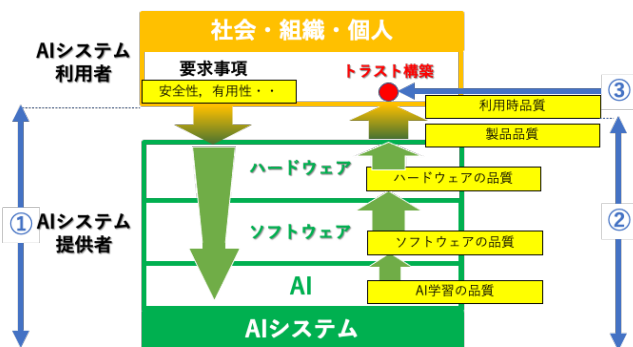 社会・組織・個人
AIシステム
利用者
要求事項
トラスト構築
安全性，有用性・・
③
利用時品質
製品品質
ハードウェア
ハードウェアの品質
①
AIシステム
提供者
ソフトウェア
②
ソフトウェアの品質
AI
AI学習の品質
AIシステム